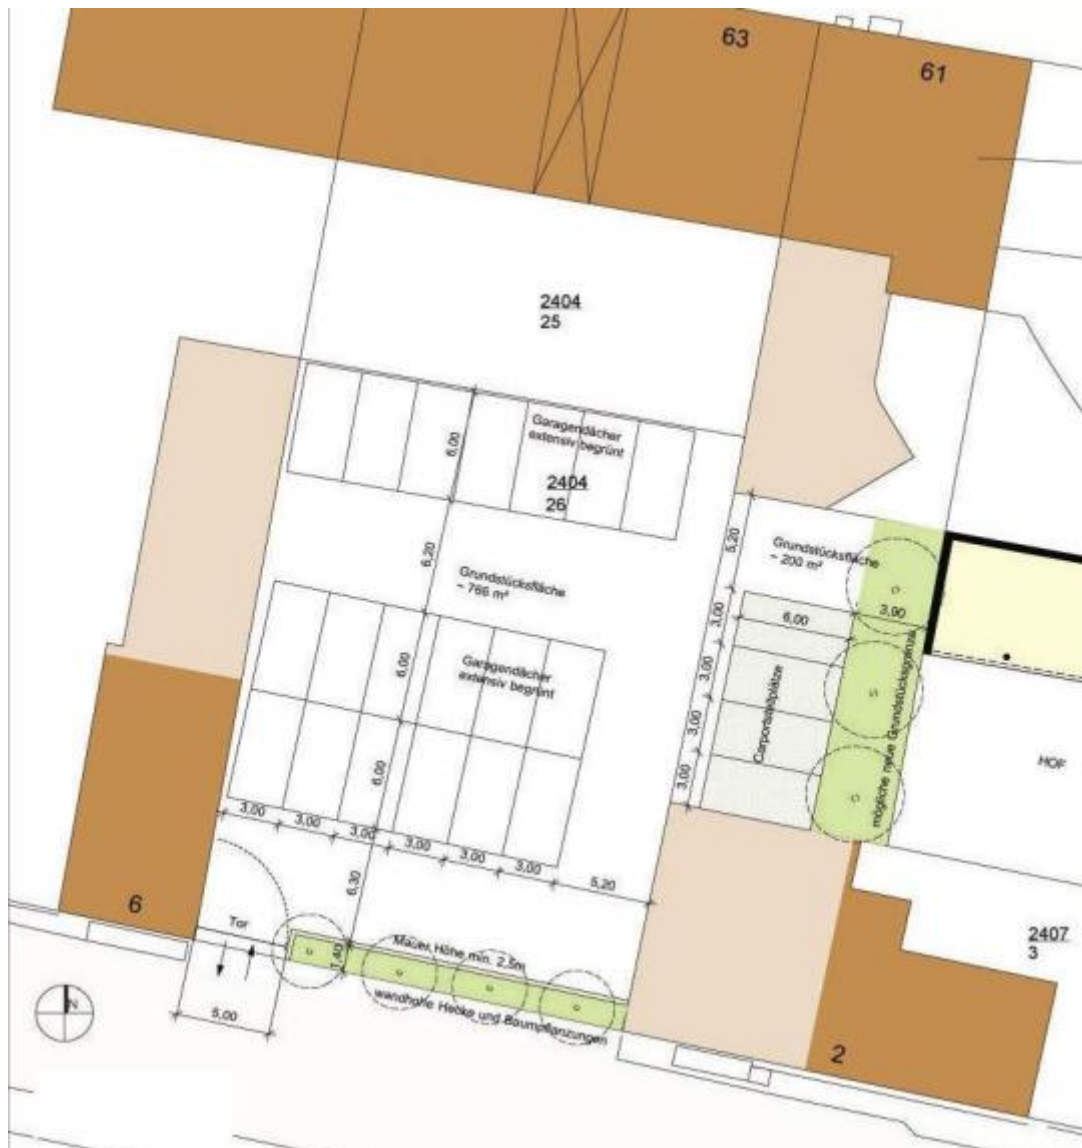 63
61
2404
25
Garagendächer
extensiv begrünt
6,00
2404
26
6,20
5,20
Grundstücksfläche
~ 200 m²
Grundstücksfläche
~ 766 m²
3,00
6,00
3,90
6,00
Garagendächer
extensiv begrünt
3,00
Carportstellplätze
mögliche neue Grundstücksgrenze
3,00
HOF
6,00
3,00
3,00
3,00
3,00
3,00
3,00
3,00
5,20
6,30
6
Tor
Mauer Höhe min. 2,5m
1,40
wandhohe Hecke und Baumpflanzungen
2407
3
N
5,00
2